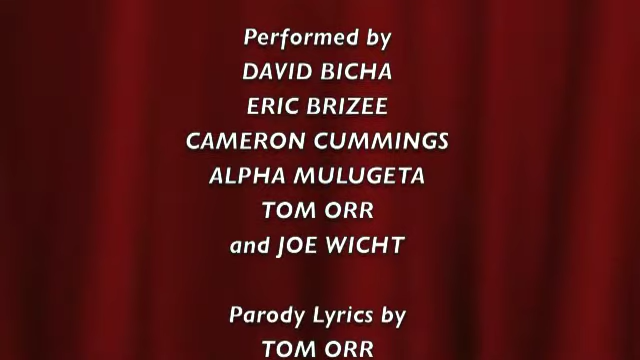 Performed by
DAVID BICHA
ERIC BRIZEE
CAMERON CUMMINGS
ALPHA MULUGETA
TOM ORR
and JOE WICHT
Parody Lyrics by
TOM ORR